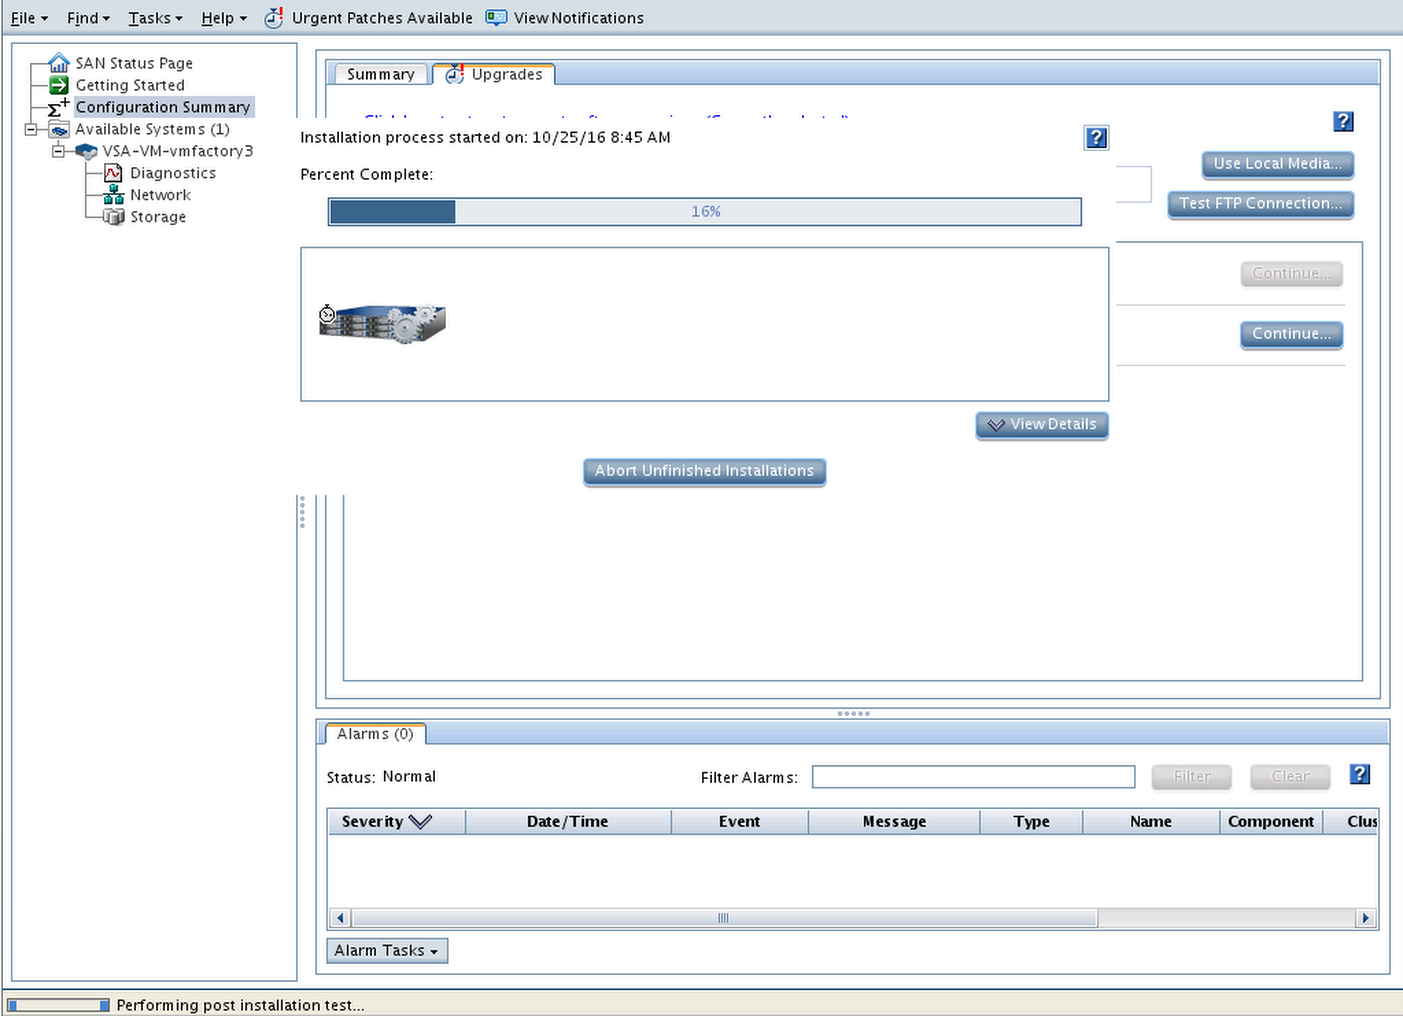 File Find Tasks Help Urgent Patches Available View Notifications
SAN Status Page
Getting Started
Configuration Summary
Available Systems (1)
VSA-VM-vmfactory3
Diagnostics
Network
Storage
Summary Upgrades
Installation process started on: 10/25/16 8:45 AM
Percent Complete:
16%
View Details
Abort Unfinished Installations
Use Local Media...
Test FTP Connection...
Continue...
Continue...
Alarms (0)
Status: Normal Filter Alarms: Filter Clear
Severity Date/Time Event Message Type Name Component Clus
Alarm Tasks
Performing post installation test...